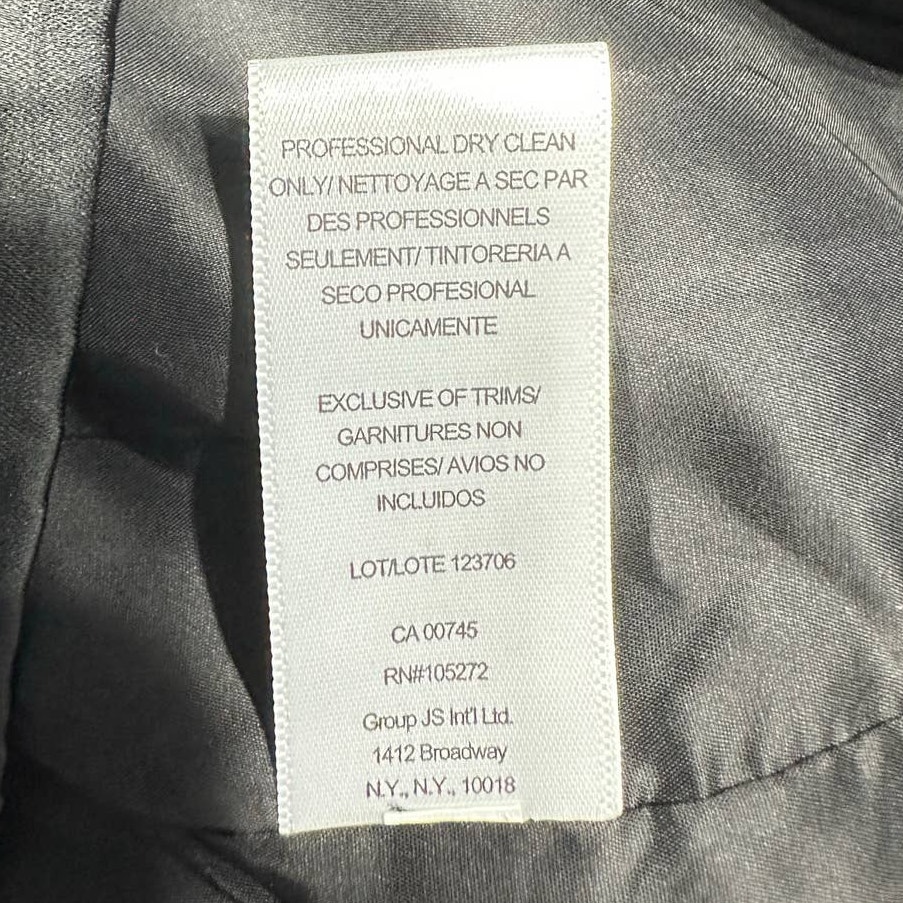 PROFESSIONAL DRY CLEAN
ONLY/ NETTOYAGE A SEC PAR
DES PROFESSIONNELS
SEULEMENT/ TINTORERIA A
SECO PROFESIONAL
UNICAMENTE
EXCLUSIVE OF TRIMS/
GARNITURES NON
COMPRISES/ AVIOS NO
INCLUIDOS
LOT/LOTE 123706
CA 00745
RN#105272
Group JS Int'l Ltd.
1412 Broadway
N.Y., N.Y., 10018